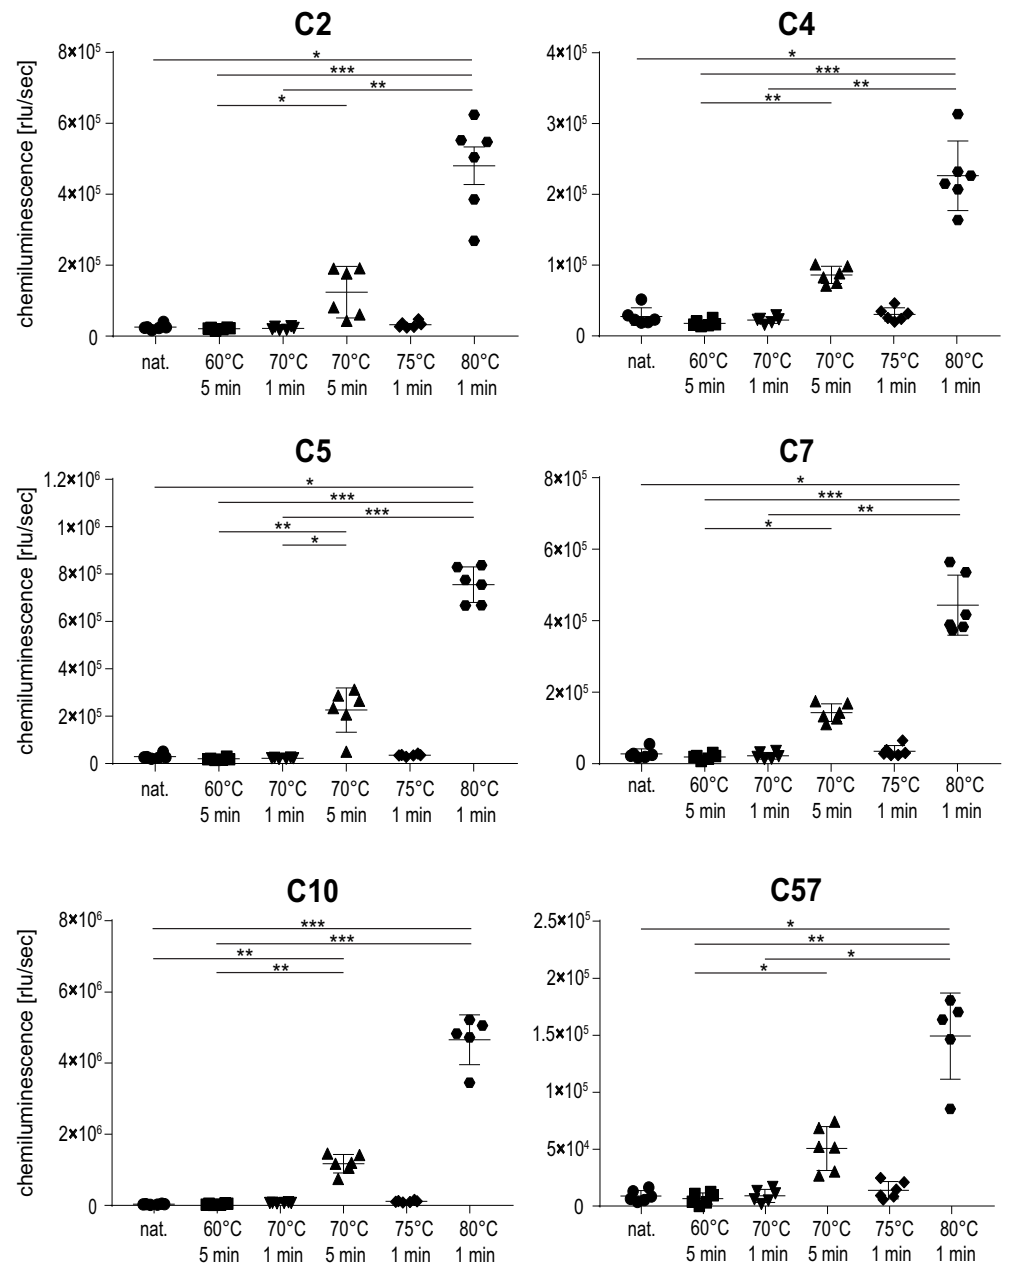 C2
chemiluminescence [rlu/sec]
8×10⁵
6×10⁵
4×10⁵
2×10⁵
0
*
***
**
*
nat. 60°C 70°C 70°C 75°C 80°C
5 min 1 min 5 min 1 min 1 min
C4
4×10⁵
3×10⁵
2×10⁵
1×10⁵
0
*
***
**
**
nat. 60°C 70°C 70°C 75°C 80°C
5 min 1 min 5 min 1 min 1 min
C5
chemiluminescence [rlu/sec]
1.2×10⁶
1×10⁶
8×10⁵
6×10⁵
4×10⁵
2×10⁵
0
*
***
***
**
*
nat. 60°C 70°C 70°C 75°C 80°C
5 min 1 min 5 min 1 min 1 min
C7
8×10⁵
6×10⁵
4×10⁵
2×10⁵
0
*
***
**
*
nat. 60°C 70°C 70°C 75°C 80°C
5 min 1 min 5 min 1 min 1 min
C10
chemiluminescence [rlu/sec]
8×10⁶
6×10⁶
4×10⁶
2×10⁶
0
***
***
**
**
nat. 60°C 70°C 70°C 75°C 80°C
5 min 1 min 5 min 1 min 1 min
C57
2.5×10⁵
2×10⁵
1.5×10⁵
1×10⁵
5×10⁴
0
*
**
*
*
nat. 60°C 70°C 70°C 75°C 80°C
5 min 1 min 5 min 1 min 1 min